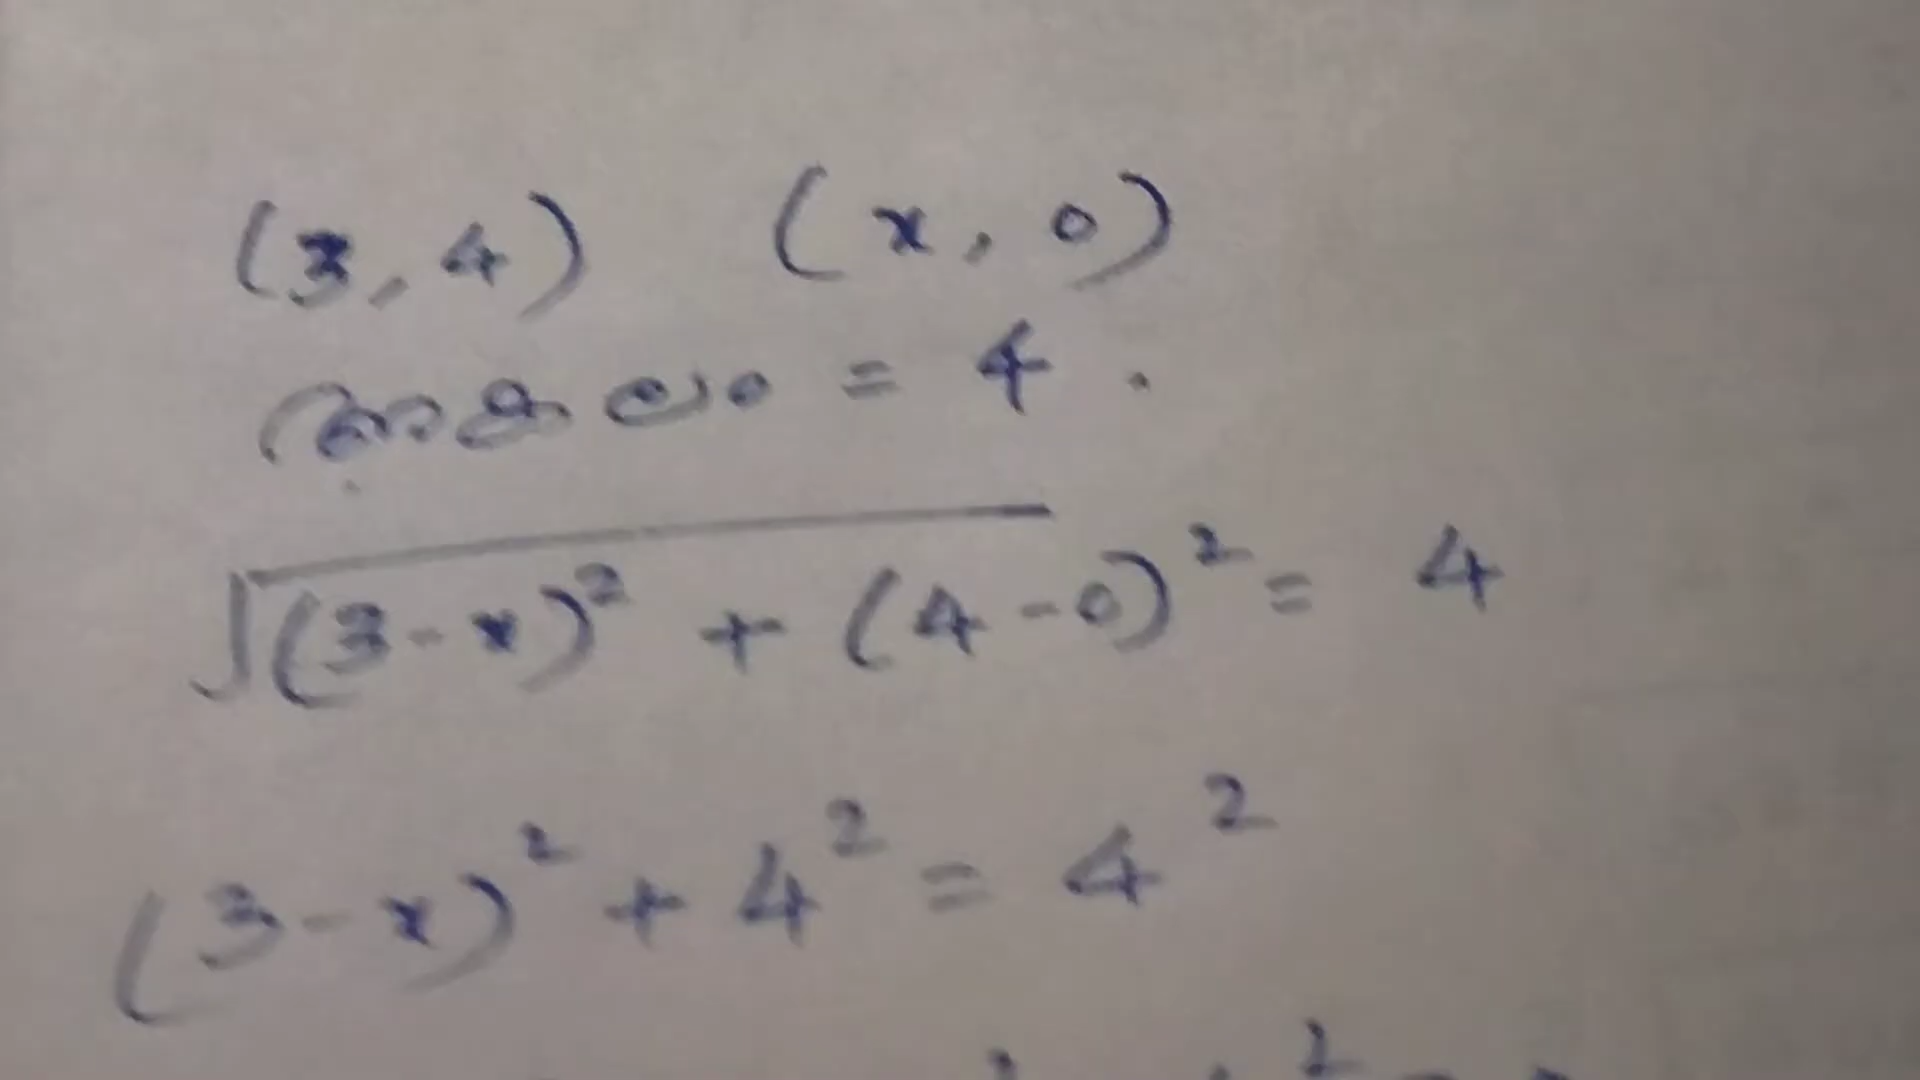 (3, 4) (x, 0)
അകലം = 4 .
√(3-x)² + (4-0)² = 4
(3-x)² + 4² = 4²